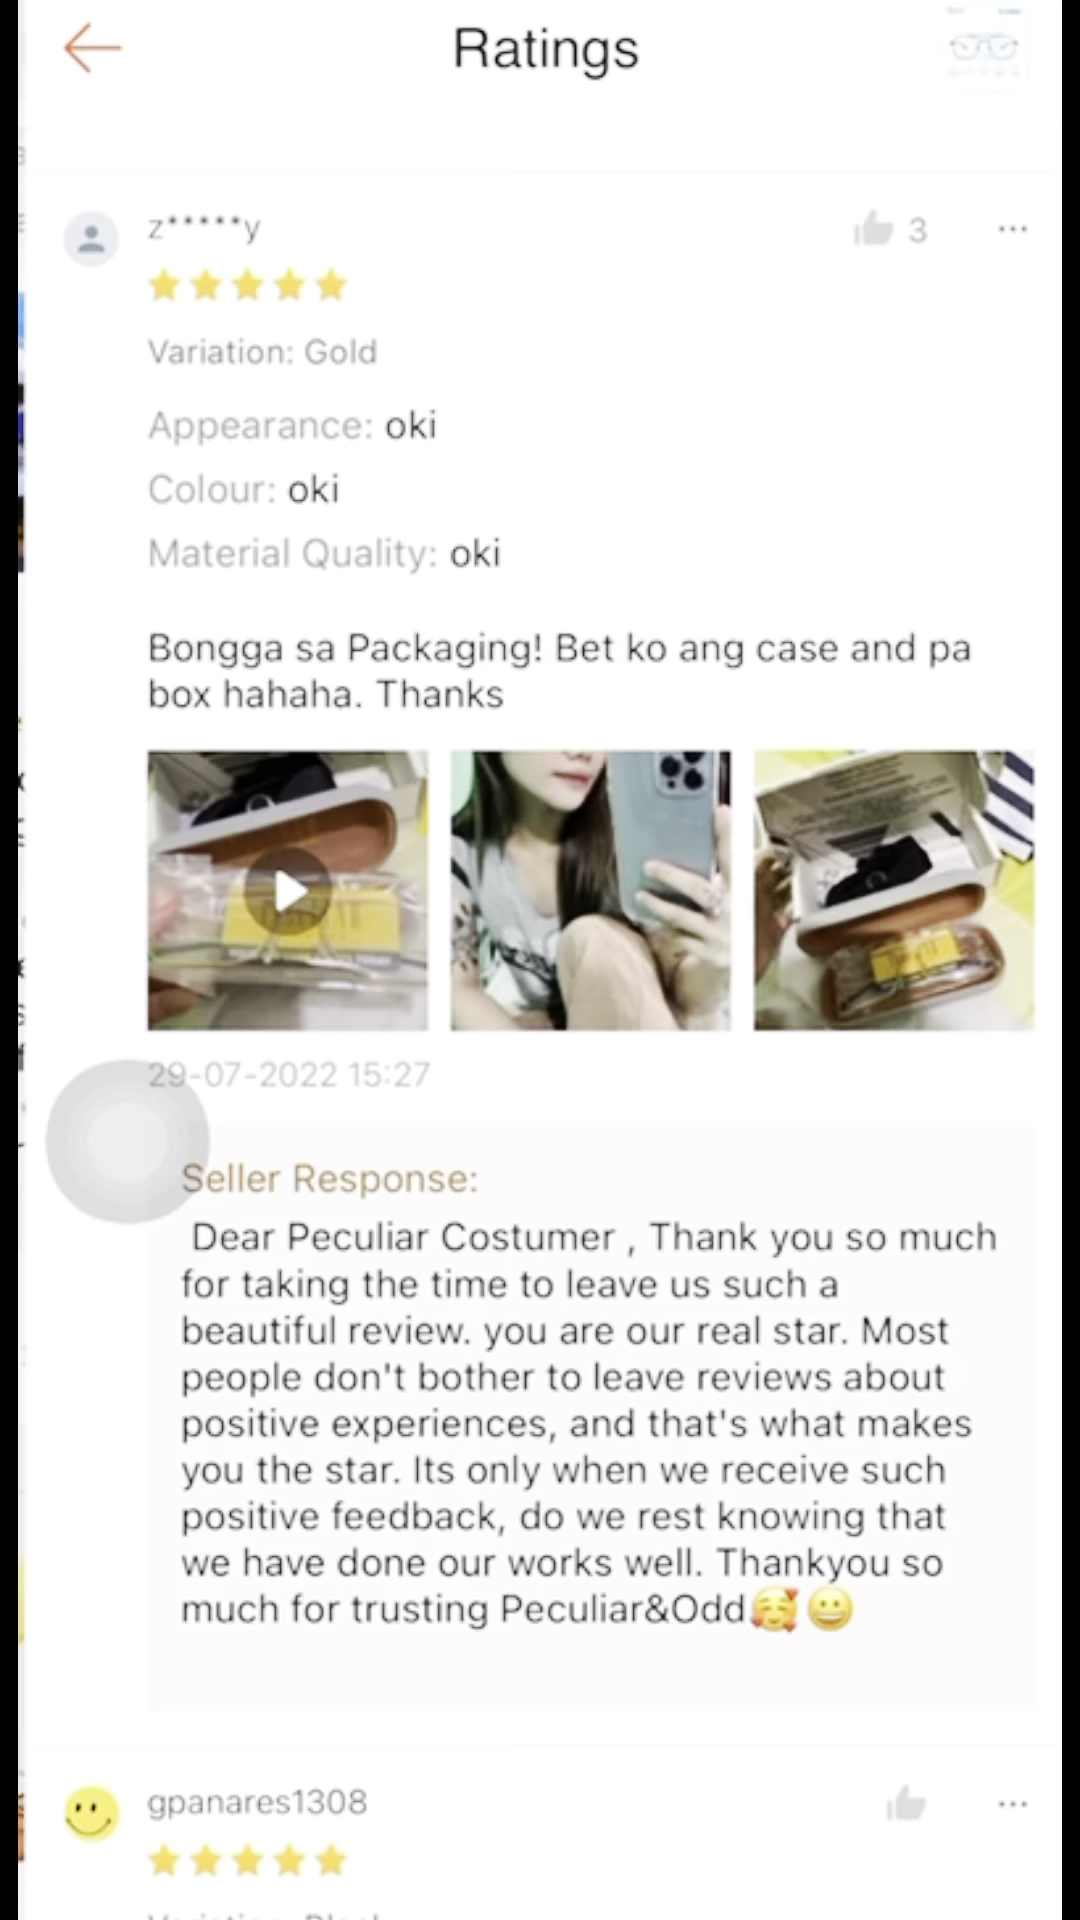 Ratings
z*****y
3
Variation: Gold
Appearance: oki
Colour: oki
Material Quality: oki
Bongga sa Packaging! Bet ko ang case and pa
box hahaha. Thanks
29-07-2022 15:27
Seller Response:
Dear Peculiar Costumer , Thank you so much
for taking the time to leave us such a
beautiful review. you are our real star. Most
people don't bother to leave reviews about
positive experiences, and that's what makes
you the star. Its only when we receive such
positive feedback, do we rest knowing that
we have done our works well. Thankyou so
much for trusting Peculiar&Odd🥰😀
gpanares1308